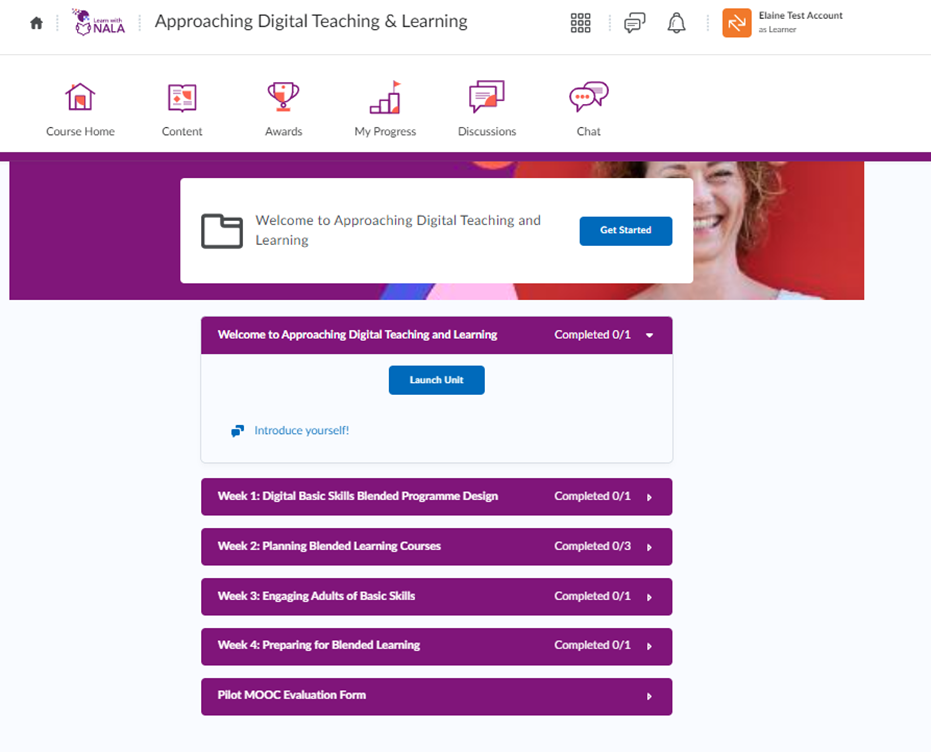 Learn with
NALA
Approaching Digital Teaching & Learning
Elaine Test Account
as Learner
Course Home
Content
Awards
My Progress
Discussions
Chat
Welcome to Approaching Digital Teaching and
Learning
Get Started
Welcome to Approaching Digital Teaching and Learning Completed 0/1
Launch Unit
Introduce yourself!
Week 1: Digital Basic Skills Blended Programme Design Completed 0/1
Week 2: Planning Blended Learning Courses Completed 0/3
Week 3: Engaging Adults of Basic Skills Completed 0/1
Week 4: Preparing for Blended Learning Completed 0/1
Pilot MOOC Evaluation Form